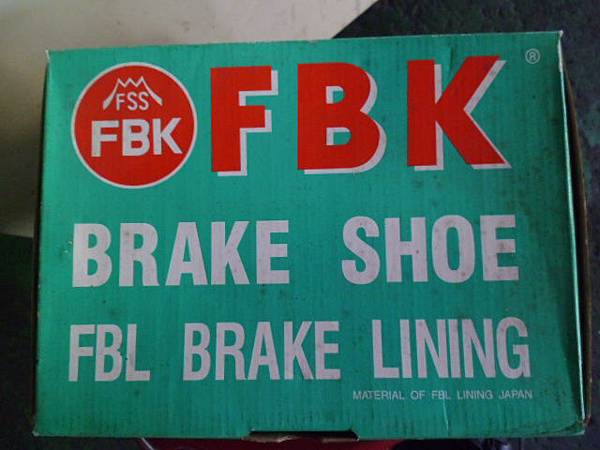 FSS
FBK
FBK ®
BRAKE SHOE
FBL BRAKE LINING
MATERIAL OF FBL LINING JAPAN